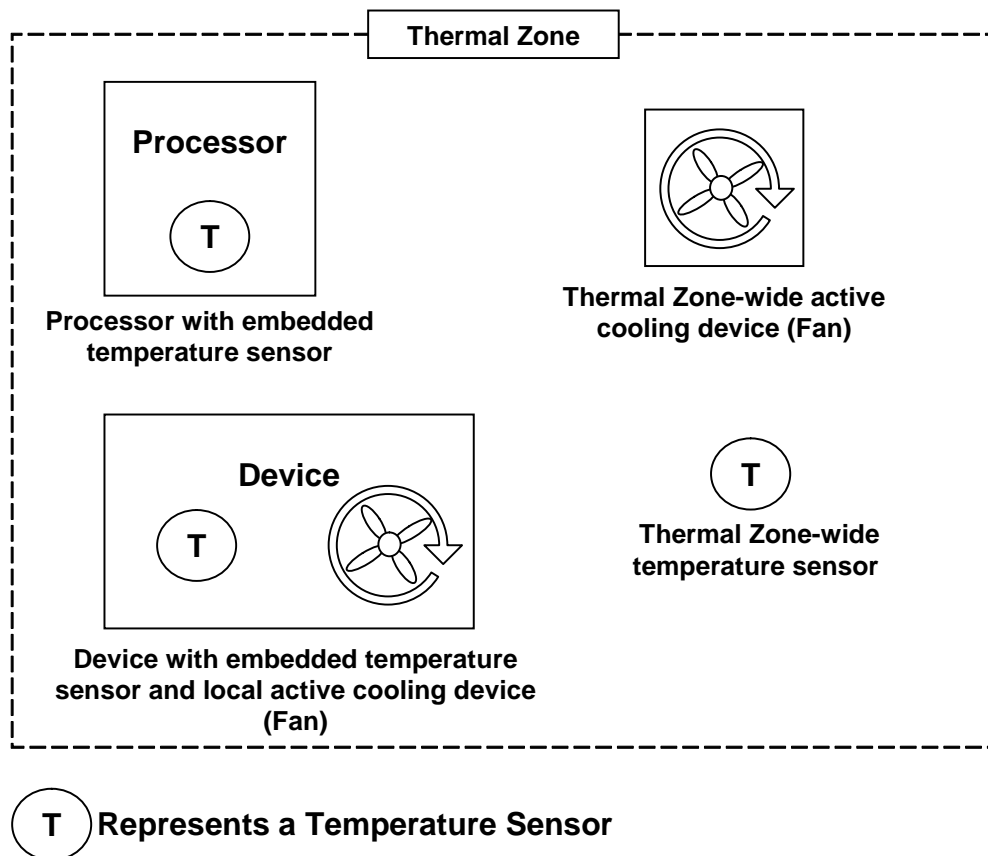 Thermal Zone
Processor
T
Processor with embedded
temperature sensor
Thermal Zone-wide active
cooling device (Fan)
Device
T
Device with embedded temperature
sensor and local active cooling device
(Fan)
T
Thermal Zone-wide
temperature sensor
T Represents a Temperature Sensor